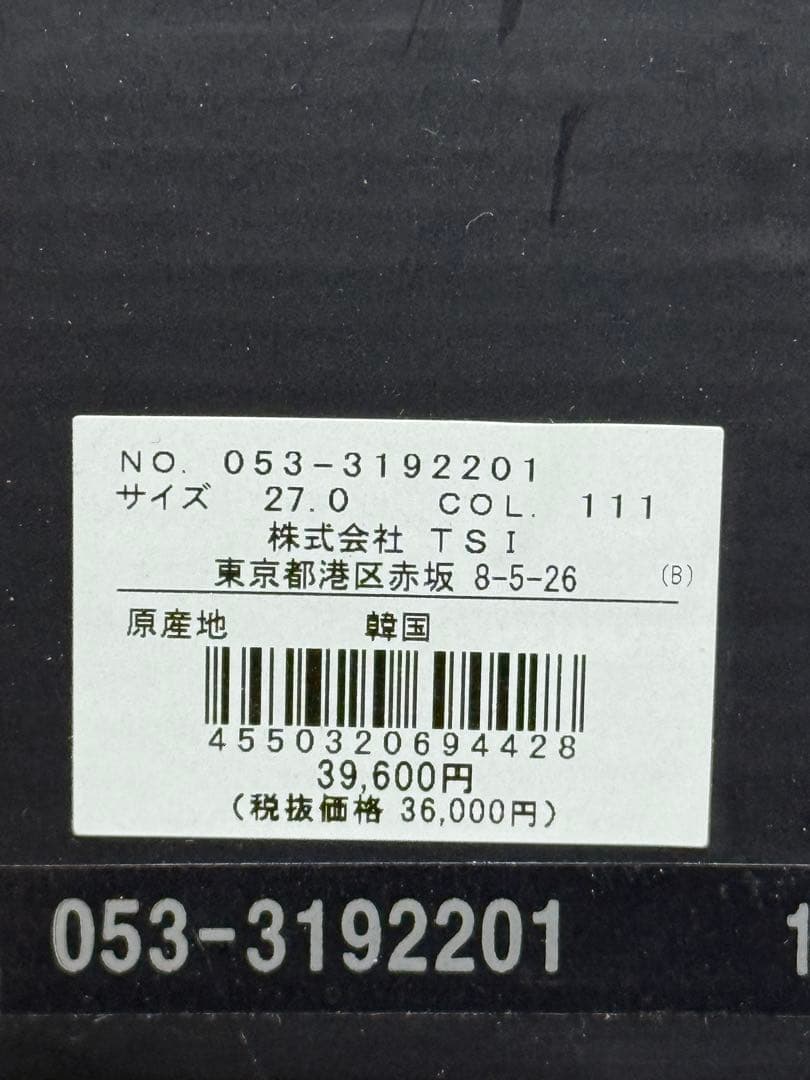 NO. 053-3192201
サイズ 27.0 COL. 111
株式会社 TSI
東京都港区赤坂 8-5-26 (B)
原産地 韓国
4550320694428
39,600円
(税抜価格 36,000円)
053-3192201 1